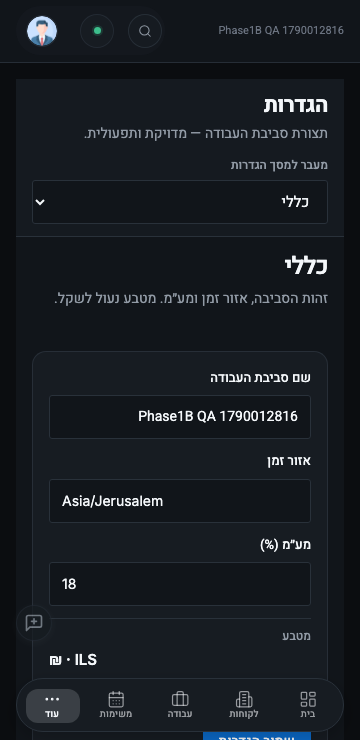 Phase1B QA 1790012816
הגדרות
תצורת סביבת העבודה — מדויקת ותפעולית.
מעבר למסך הגדרות
כללי
כללי
זהות הסביבה, אזור זמן ומע״מ. מטבע נעול לשקל.
שם סביבת העבודה
Phase1B QA 1790012816
אזור זמן
Asia/Jerusalem
מע״מ (%)
18
מטבע
₪ · ILS
בית
לקוחות
עבודה
משימות
עוד